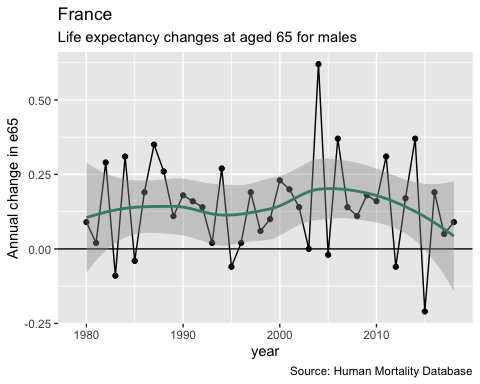 France
Life expectancy changes at aged 65 for males
Annual change in e65
0.50
0.25
0.00
-0.25
1980 1990 2000 2010
year
Source: Human Mortality Database